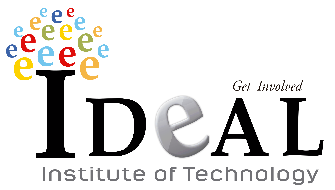 Get Involved
IDeAL
Institute of Technology